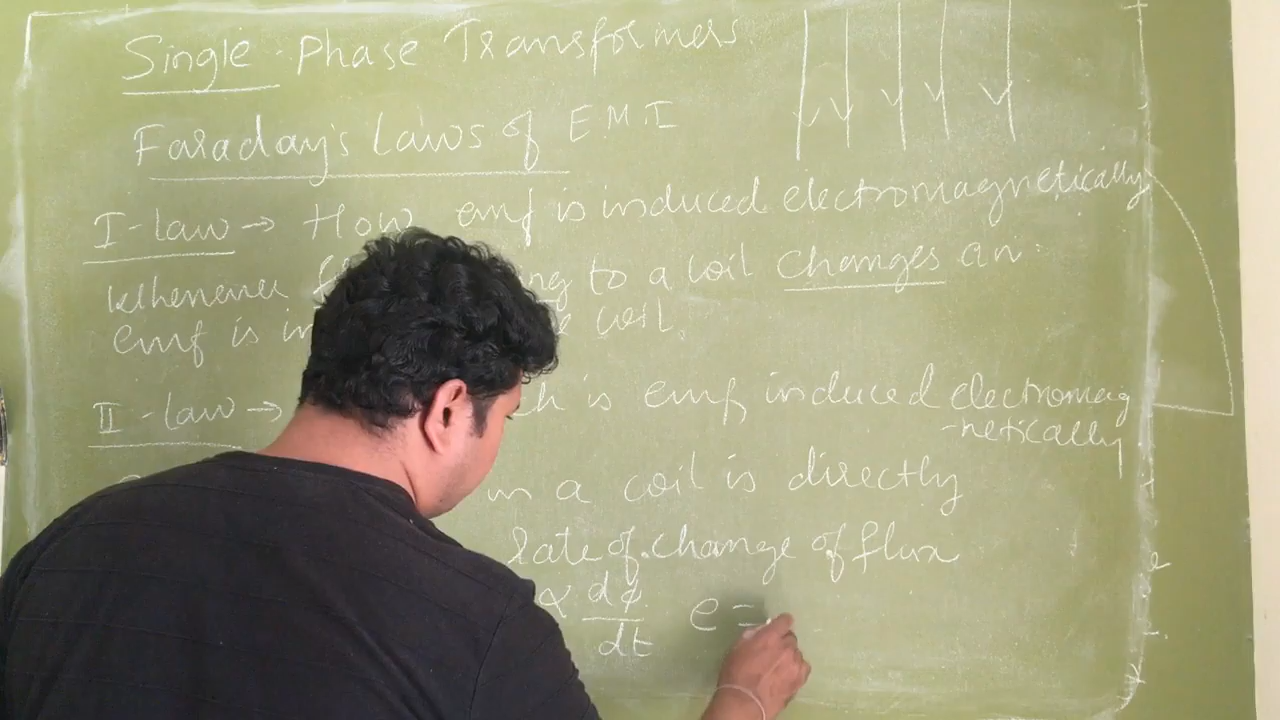 Single-Phase Transformers
Faraday's Laws of E.M.I
I-law → How emf is induced electromagnetically
Whenever to a coil changes an
emf is in coil.
II-law → is emf induced electromag
-netically
in a coil is directly
rate of change of flux
∝ dφ/dt e =